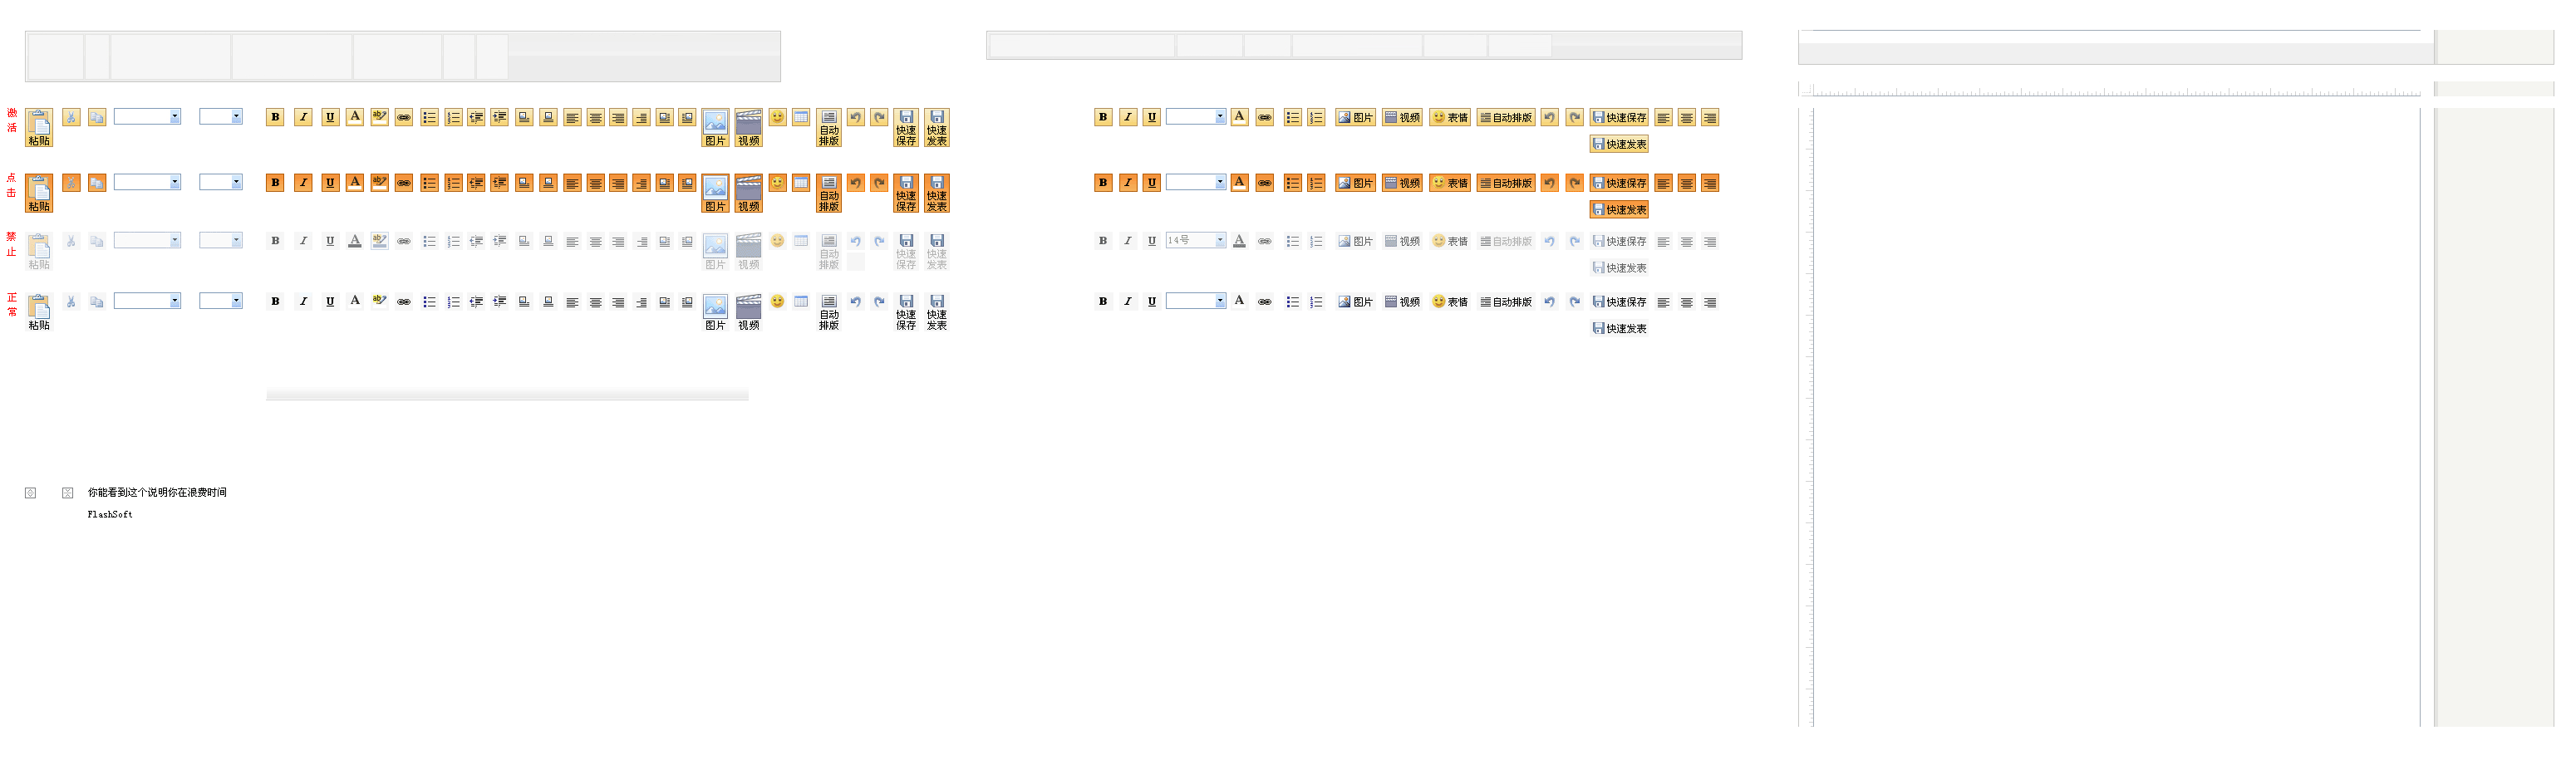 激
活
粘贴
B I U A ab
图片
视频
自动
排版
快速
保存
快速
发表
B I U A
图片
视频
表情
自动排版
快速保存
快速发表
点
击
粘贴
B I U A ab
图片
视频
自动
排版
快速
保存
快速
发表
B I U A
图片
视频
表情
自动排版
快速保存
快速发表
禁
止
粘贴
B I U A ab
图片
视频
自动
排版
快速
保存
快速
发表
B I U 14号 A
图片
视频
表情
自动排版
快速保存
快速发表
正
常
粘贴
B I U A ab
图片
视频
自动
排版
快速
保存
快速
发表
B I U A
图片
视频
表情
自动排版
快速保存
快速发表
你能看到这个说明你在浪费时间
FlashSoft